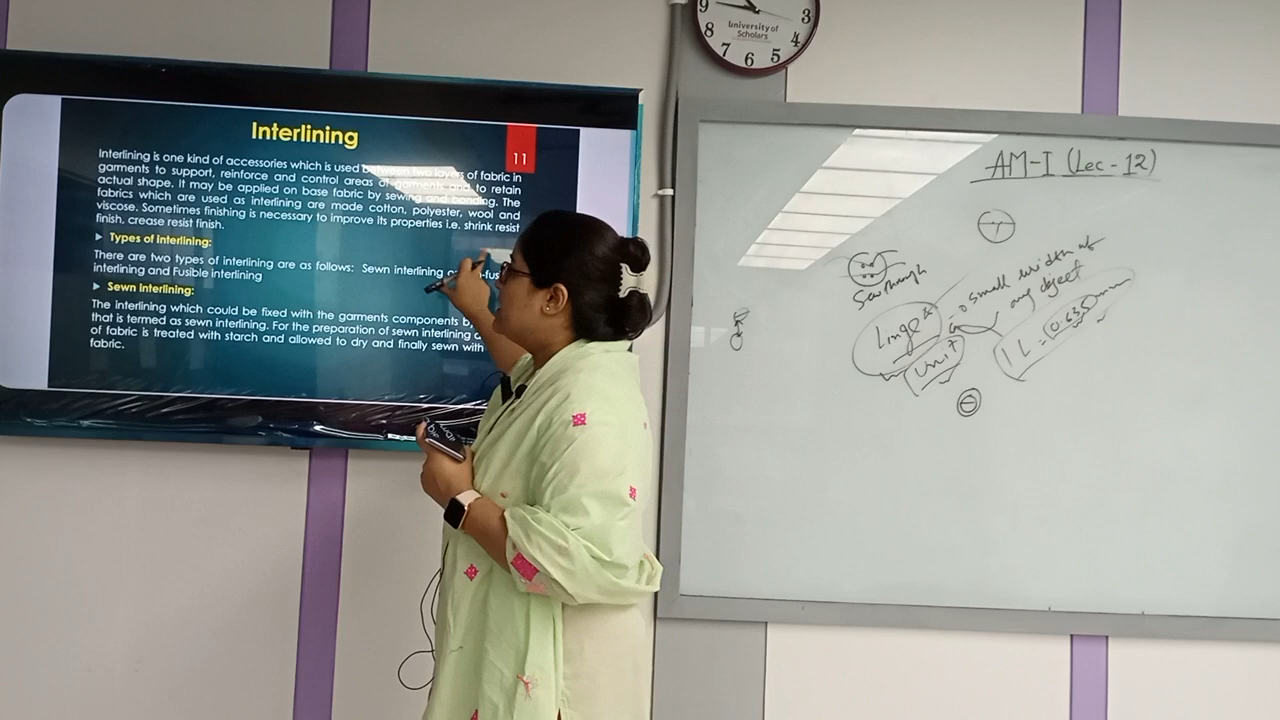 9
3
8
4
7
6
5
University of
Scholars
Interlining
11
Interlining is one kind of accessories which is used between two layers of fabric in
garments to support, reinforce and control areas of garments and to retain
actual shape. It may be applied on base fabric by sewing and bonding. The
fabrics which are used as interlining are made cotton, polyester, wool and
viscose. Sometimes finishing is necessary to improve its properties i.e. shrink resist
finish, crease resist finish.
Types of Interlining:
There are two types of interlining are as follows: Sewn interlining
interlining and Fusible interlining
Sewn Interlining:
The interlining which could be fixed with the garments components
that is termed as sewn interlining. For the preparation of sewn interlining
of fabric is treated with starch and allowed to dry and finally sewn with
fabric.
AM-I (Lec-12)
small width of
any object
Linge
Unit
1 L = 0.635mm